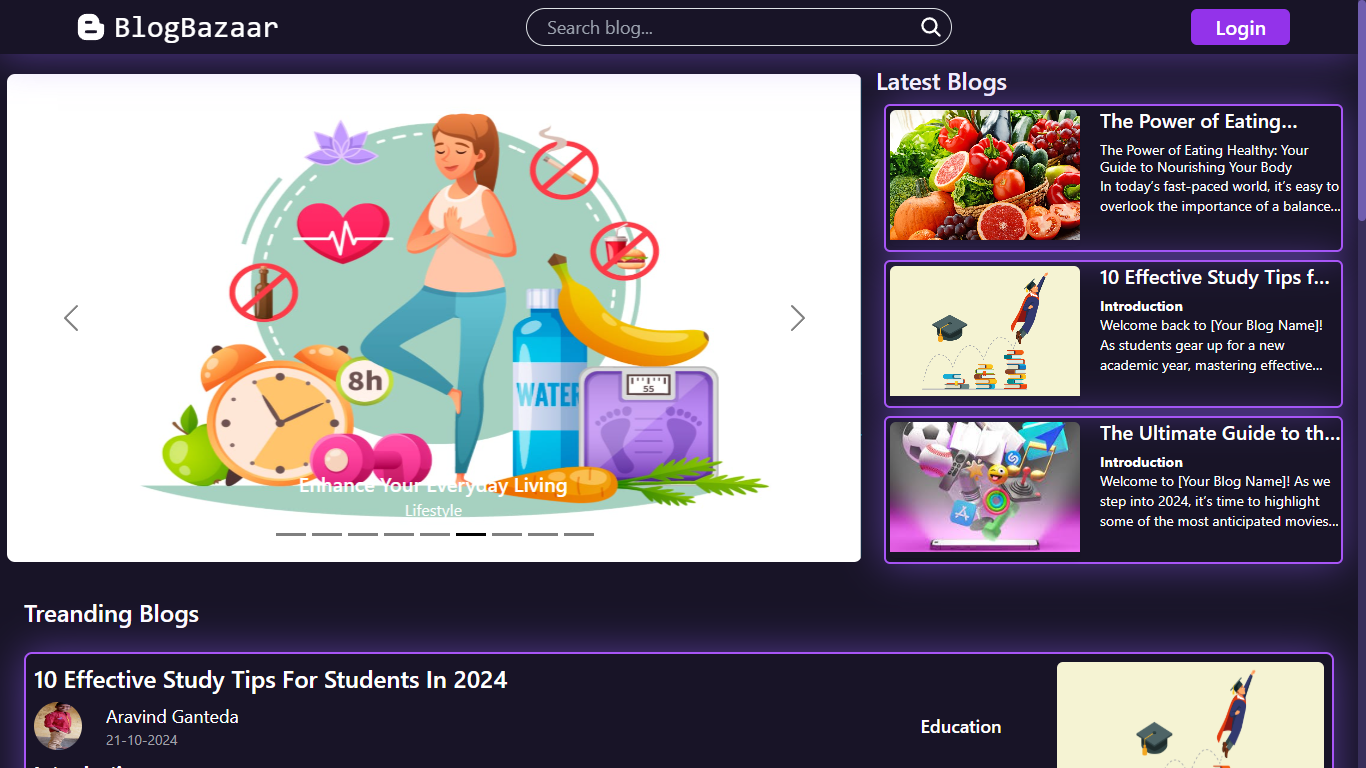 BlogBazaar
Search blog...
Login
Latest Blogs
The Power of Eating...
The Power of Eating Healthy: Your
Guide to Nourishing Your Body
In today's fast-paced world, it's easy to
overlook the importance of a balance...
10 Effective Study Tips f...
Introduction
Welcome back to [Your Blog Name]!
As students gear up for a new
academic year, mastering effective...
The Ultimate Guide to th...
Introduction
Welcome to [Your Blog Name]! As we
step into 2024, it's time to highlight
some of the most anticipated movies...
8h
WATER
55
Enhance Your Everyday Living
Lifestyle
Treanding Blogs
10 Effective Study Tips For Students In 2024
Aravind Ganteda
21-10-2024
Education